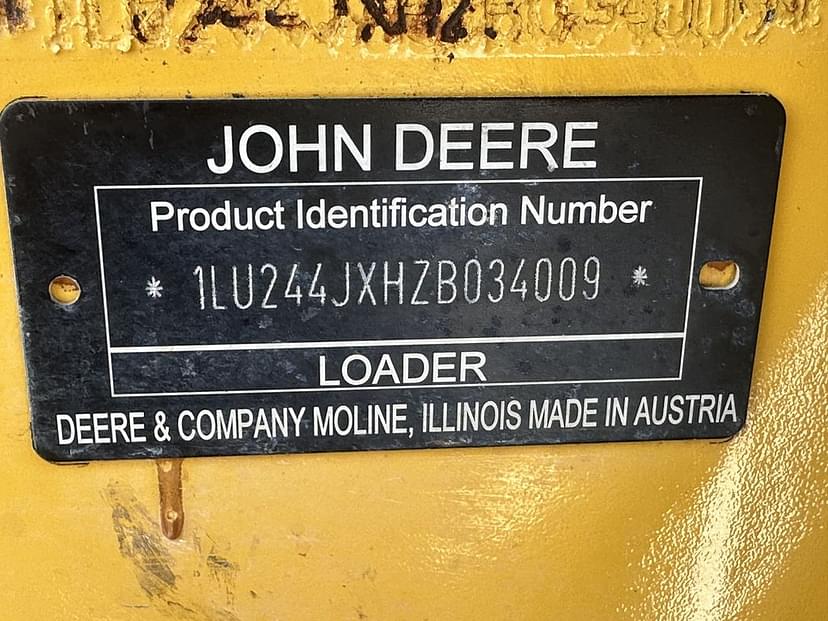 JOHN DEERE
Product Identification Number
* 1LU244JXHZB034009 *
LOADER
DEERE & COMPANY MOLINE, ILLINOIS MADE IN AUSTRIA